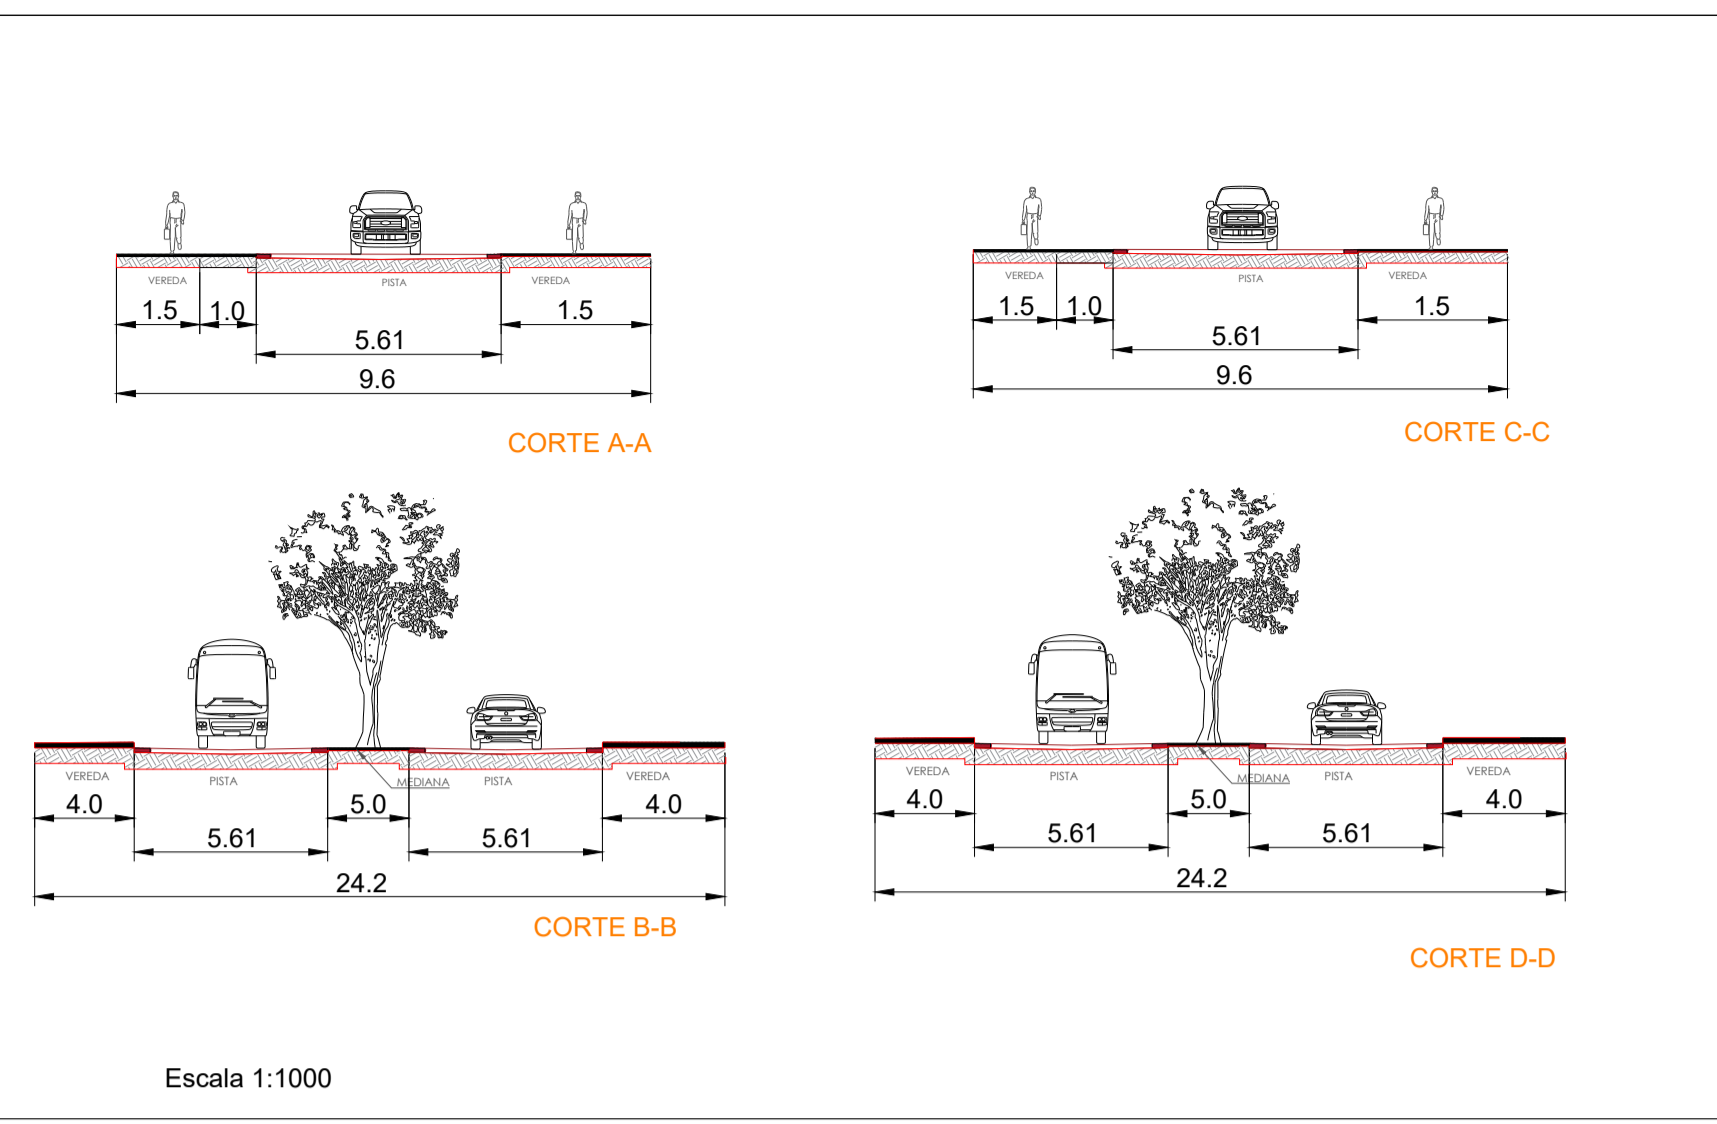 VEREDA
PISTA
VEREDA
1.5
1.0
1.5
5.61
9.6
CORTE A-A
VEREDA
PISTA
VEREDA
1.5
1.0
1.5
5.61
9.6
CORTE C-C
VEREDA
PISTA
MEDIANA
PISTA
VEREDA
4.0
5.0
4.0
5.61
5.61
24.2
CORTE B-B
VEREDA
PISTA
MEDIANA
PISTA
VEREDA
4.0
5.0
4.0
5.61
5.61
24.2
CORTE D-D
Escala 1:1000